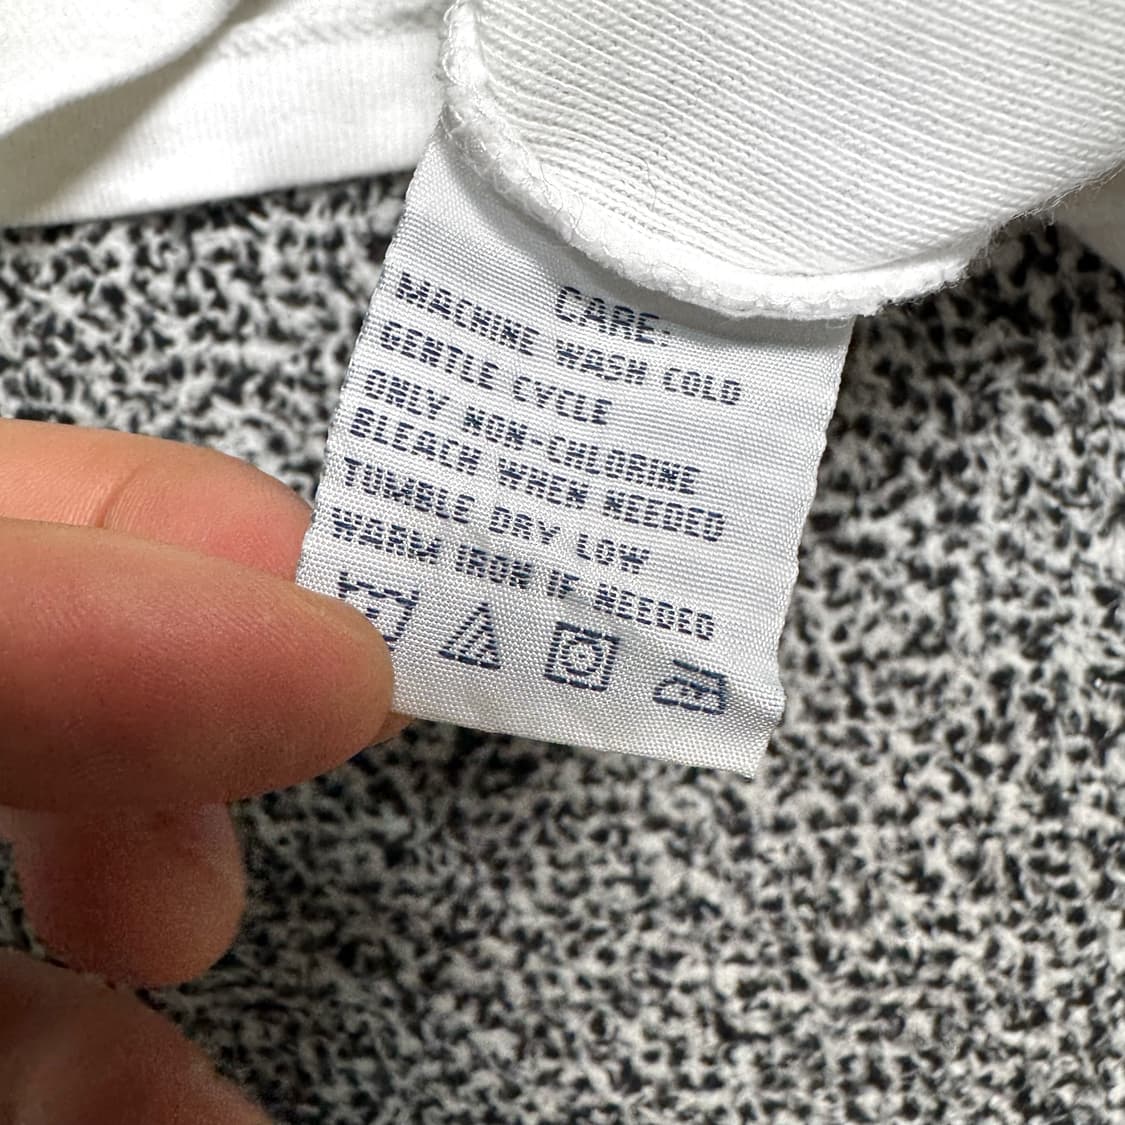 CARE:
MACHINE WASH COLD
GENTLE CYCLE
ONLY NON-CHLORINE
BLEACH WHEN NEEDED
TUMBLE DRY LOW
WARM IRON IF NEEDED